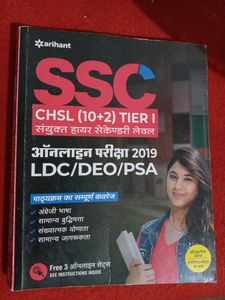 arihant
SSC
CHSL (10+2) TIER I
संयुक्त हायर सेकेण्डरी लेवल
ऑनलाइन परीक्षा 2019
LDC/DEO/PSA
पाठ्यक्रम का सम्पूर्ण कवरेज
अंग्रेजी भाषा
सामान्य बुद्धिमत्ता
संख्यात्मक योग्यता
सामान्य जागरूकता
Free 3 ऑनलाइन सेट्स
SEE INSTRUCTIONS INSIDE